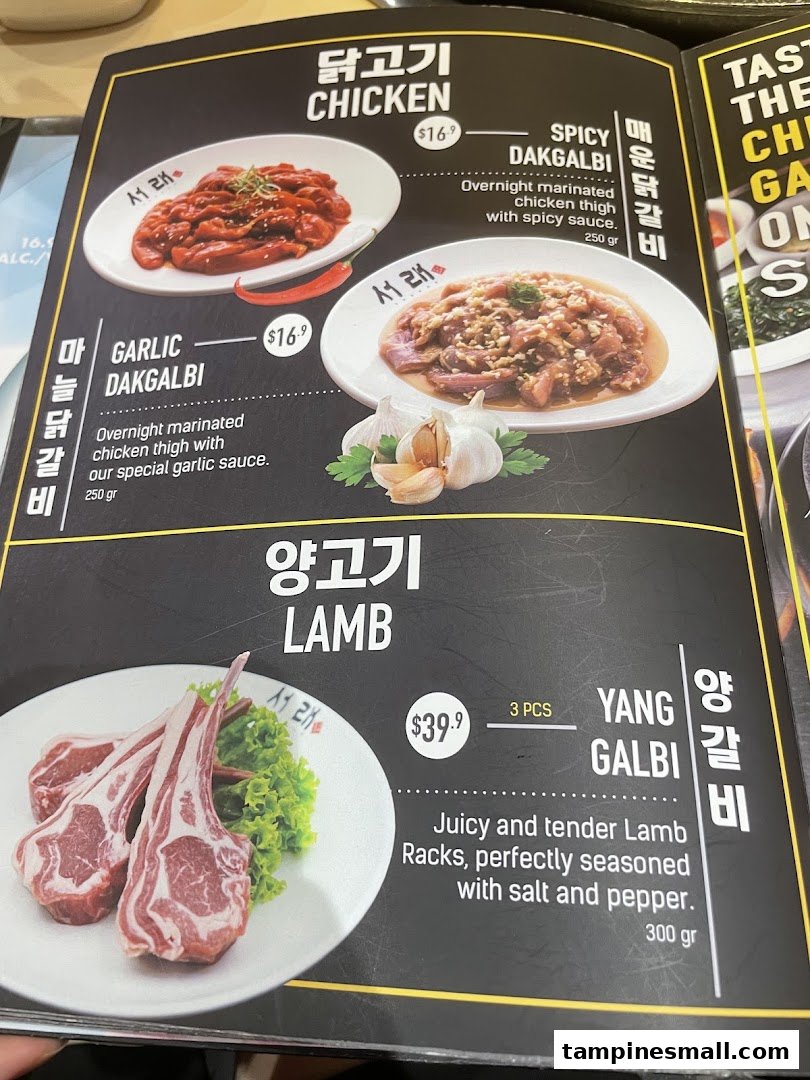 닭고기
CHICKEN
$16.9
SPICY
DAKGALBI
매운닭갈비
Overnight marinated
chicken thigh
with spicy sauce.
250 gr
서래
서래
마늘닭갈비
GARLIC
DAKGALBI
$16.9
Overnight marinated
chicken thigh with
our special garlic sauce.
250 gr
양고기
LAMB
서래
$39.9
3 PCS
YANG
GALBI
양갈비
Juicy and tender Lamb
Racks, perfectly seasoned
with salt and pepper.
300 gr
tampinesmall.com